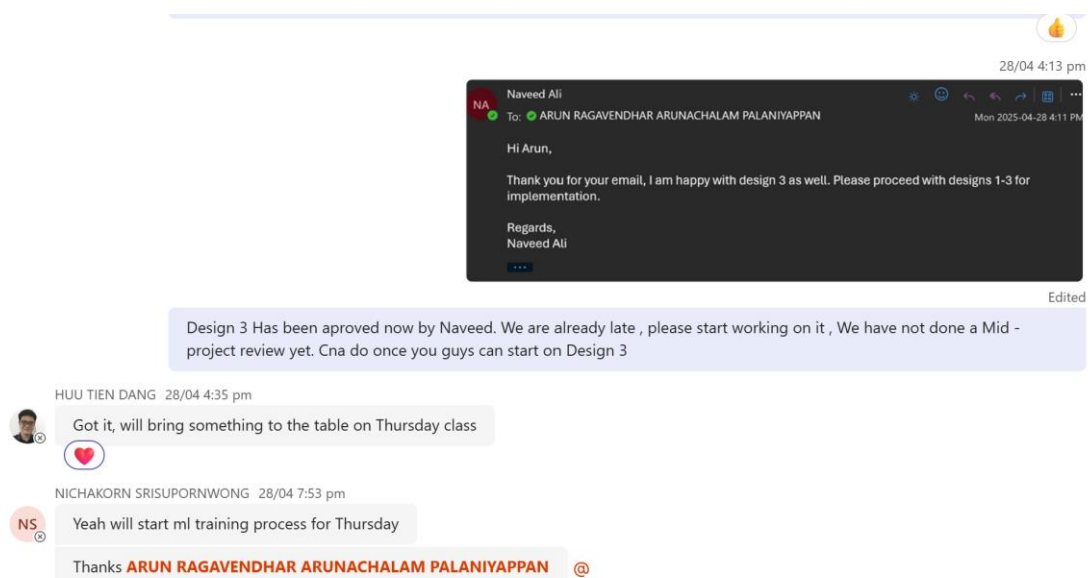 28/04 4:13 pm
NA
Naveed Ali
To: ARUN RAGAVENDHAR ARUNACHALAM PALANIYAPPAN
Mon 2025-04-28 4:11 PM
Hi Arun,
Thank you for your email, I am happy with design 3 as well. Please proceed with designs 1-3 for
implementation.
Regards,
Naveed Ali
Edited
Design 3 Has been aproved now by Naveed. We are already late , please start working on it , We have not done a Mid -
project review yet. Cna do once you guys can start on Design 3
HUU TIEN DANG 28/04 4:35 pm
Got it, will bring something to the table on Thursday class
NICHAKORN SRISUPORNWONG 28/04 7:53 pm
NS
Yeah will start ml training process for Thursday
Thanks ARUN RAGAVENDHAR ARUNACHALAM PALANIYAPPAN @